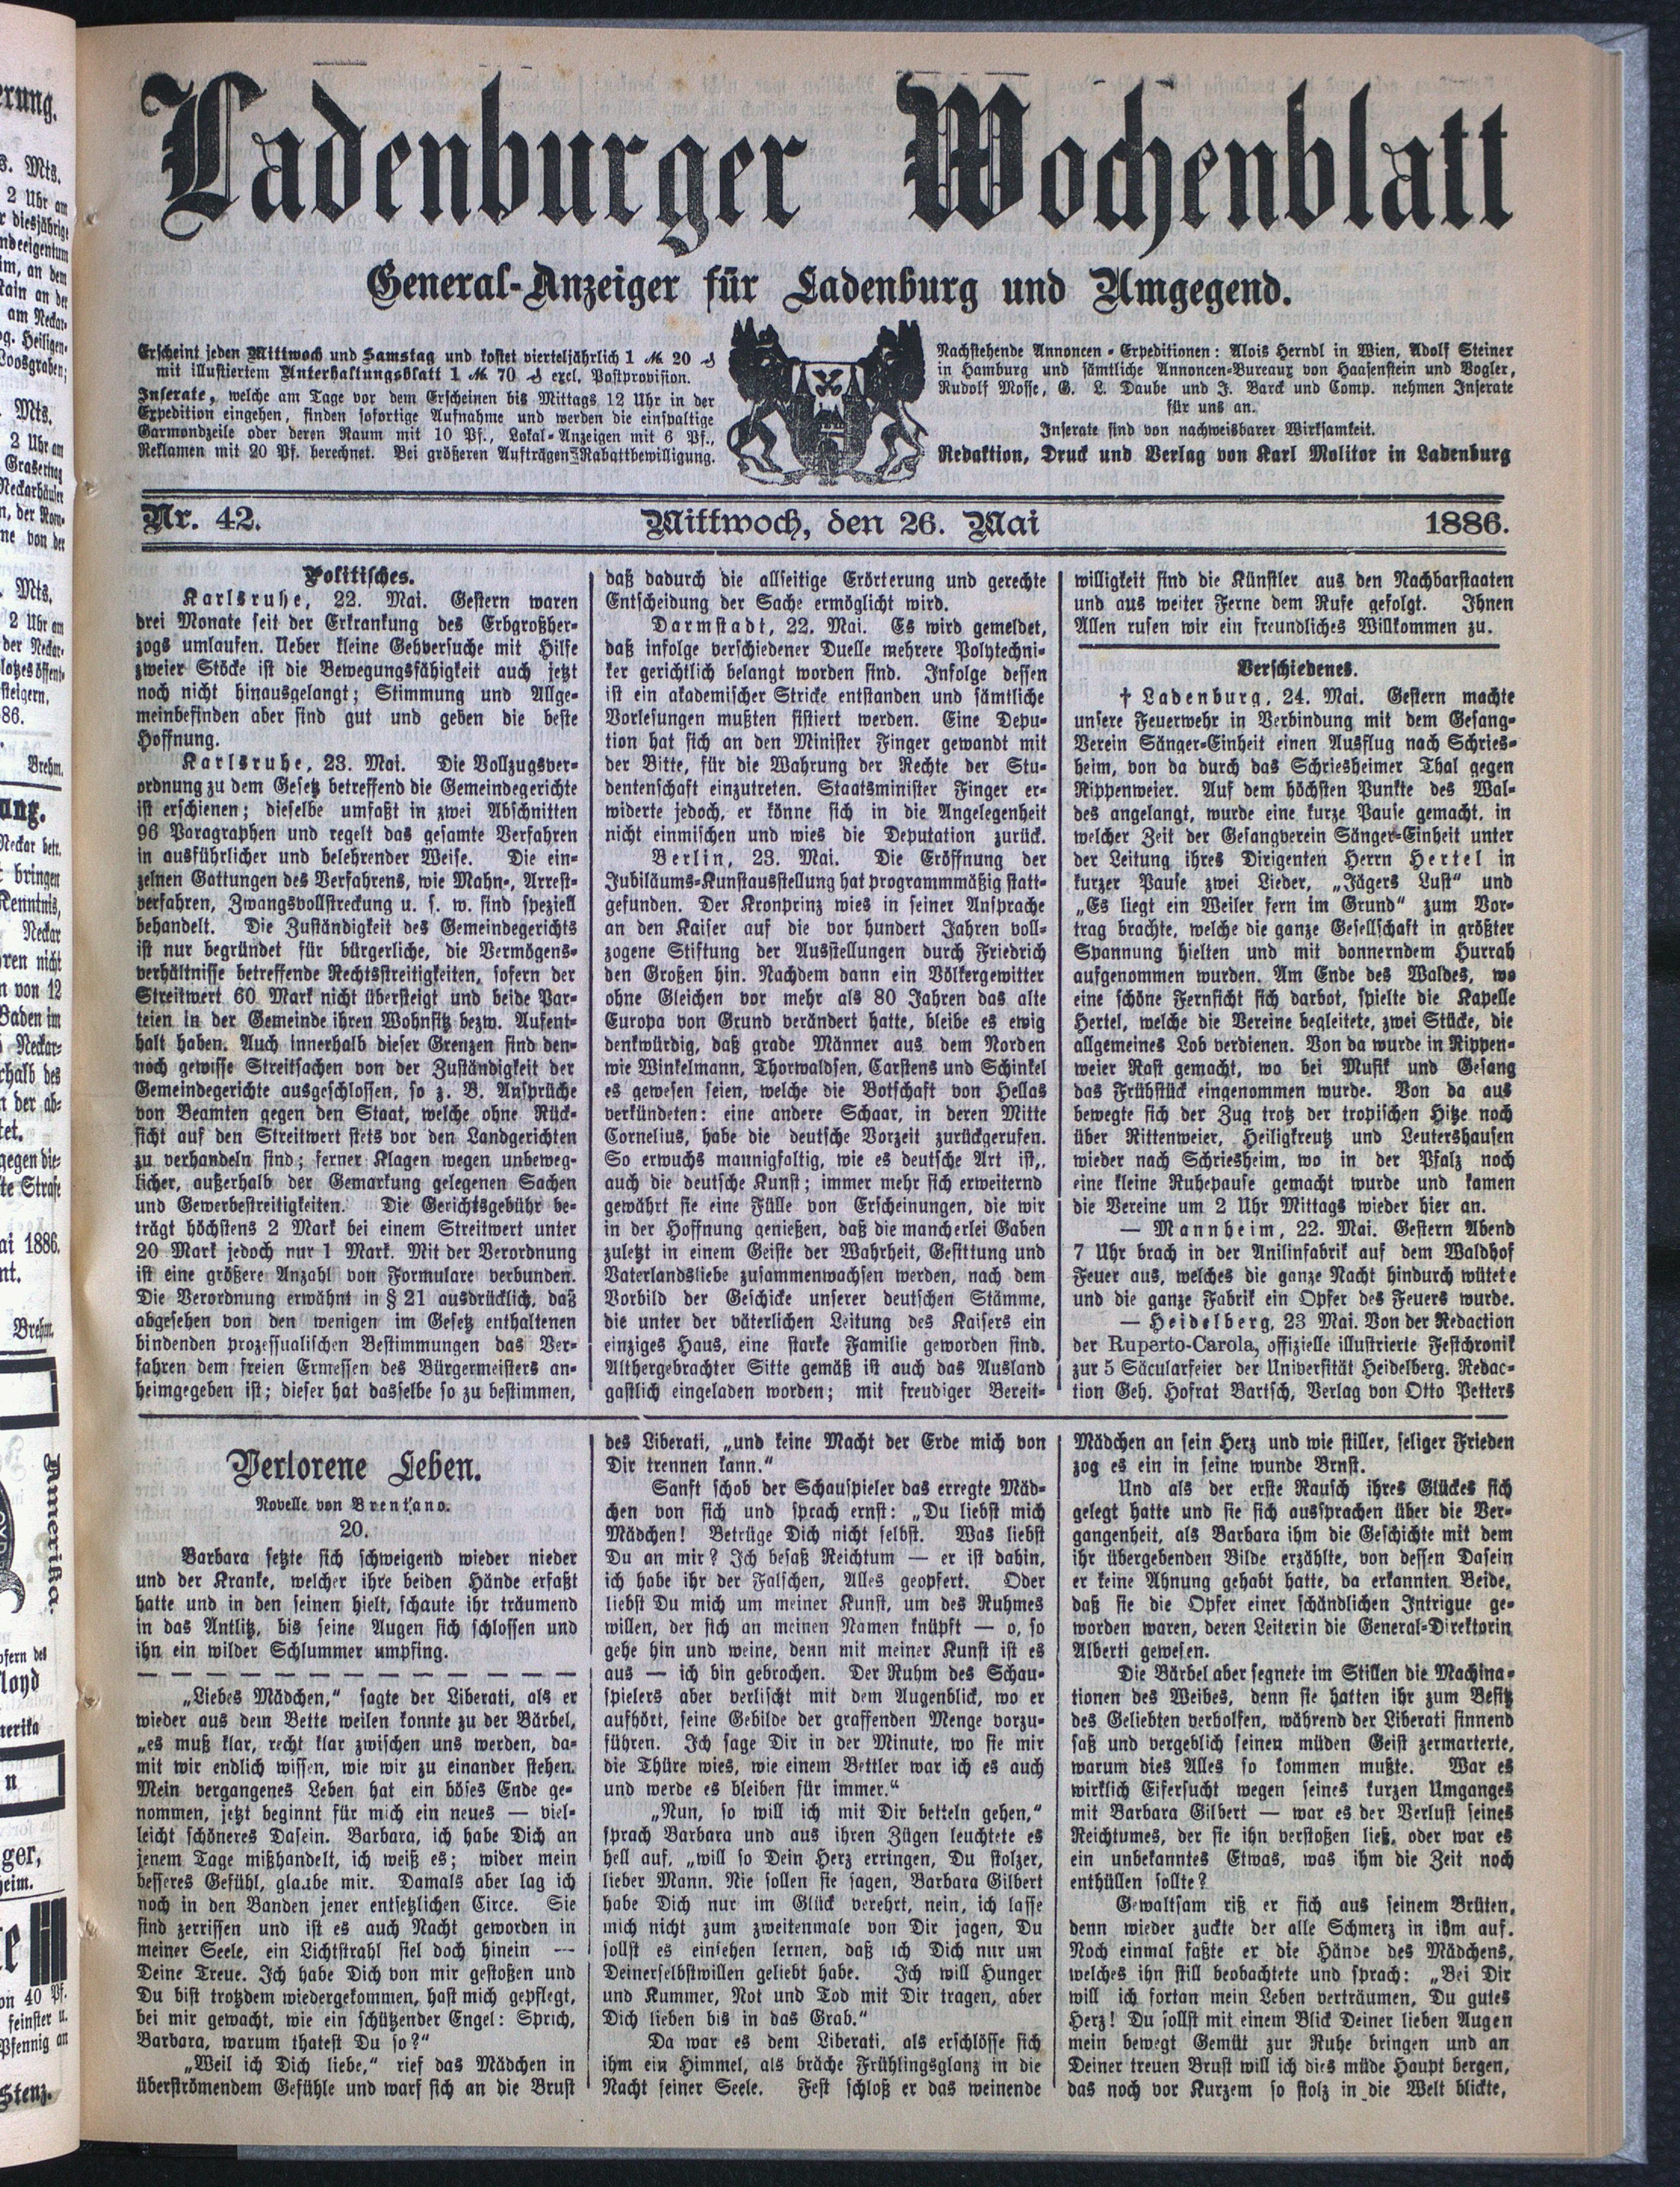 Ladenburger Wochenblatt
General-Anzeiger für Ladenburg und Umgegend.
Erscheint jeden Mittwoch und Samstag und kostet vierteljährlich 1 M. 20 ₰
mit illustriertem Unterhaltungsblatt 1 M. 70 ₰ excl. Postprovision.
Inserate, welche am Tage vor dem Erscheinen bis Mittags 12 Uhr in der
Expedition eingehen, finden sofortige Aufnahme und werden die einspaltige
Garmondzeile oder deren Raum mit 10 Pf., Lokal-Anzeigen mit 6 Pf.,
Reklamen mit 20 Pf. berechnet. Bei größeren Aufträgen Rabattbewilligung.
Nachstehende Annoncen-Expeditionen: Alois Herndl in Wien, Adolf Steiner
in Hamburg und sämtliche Annoncen-Bureaux von Haasenstein und Vogler,
Rudolf Mosse, G. L. Daube und J. Barck und Comp. nehmen Inserate
für uns an.
Inserate sind von nachweisbarer Wirksamkeit.
Redaktion, Druck und Verlag von Karl Molitor in Ladenburg
Nr. 42. Mittwoch, den 26. Mai 1886.
Politisches.
Karlsruhe, 22. Mai. Gestern waren
drei Monate seit der Erkrankung des Erbgroßher-
zogs umlaufen. Ueber kleine Gehversuche mit Hilfe
zweier Stöcke ist die Bewegungsfähigkeit auch jetzt
noch nicht hinausgelangt; Stimmung und Allge-
meinbefinden aber sind gut und geben die beste
Hoffnung.
Karlsruhe, 23. Mai. Die Vollzugsver-
ordnung zu dem Gesetz betreffend die Gemeindegerichte
ist erschienen; dieselbe umfaßt in zwei Abschnitten
96 Paragraphen und regelt das gesamte Verfahren
in ausführlicher und belehrender Weise. Die ein-
zelnen Gattungen des Verfahrens, wie Mahn-, Arrest-
verfahren, Zwangsvollstreckung u. s. w. sind speziell
behandelt. Die Zuständigkeit des Gemeindegerichts
ist nur begründet für bürgerliche, die Vermögens-
verhältnisse betreffende Rechtsstreitigkeiten, sofern der
Streitwert 60 Mark nicht übersteigt und beide Par-
teien in der Gemeinde ihren Wohnsitz bezw. Aufent-
halt haben. Auch innerhalb dieser Grenzen sind den-
noch gewisse Streitsachen von der Zuständigkeit der
Gemeindegerichte ausgeschlossen, so z. B. Ansprüche
von Beamten gegen den Staat, welche ohne Rück-
sicht auf den Streitwert stets vor den Landgerichten
zu verhandeln sind; ferner Klagen wegen unbeweg-
licher, außerhalb der Gemarkung gelegenen Sachen
und Gewerbestreitigkeiten. Die Gerichtsgebühr be-
trägt höchstens 2 Mark bei einem Streitwert unter
20 Mark jedoch nur 1 Mark. Mit der Verordnung
ist eine größere Anzahl von Formulare verbunden.
Die Verordnung erwähnt in § 21 ausdrücklich, daß
abgesehen von den wenigen im Gesetz enthaltenen
bindenden prozessualischen Bestimmungen das Ver-
fahren dem freien Ermessen des Bürgermeisters an-
heimgegeben ist; dieser hat dasselbe so zu bestimmen,
daß dadurch die allseitige Erörterung und gerechte
Entscheidung der Sache ermöglicht wird.
Darmstadt, 22. Mai. Es wird gemeldet,
daß infolge verschiedener Duelle mehrere Polytechni-
ker gerichtlich belangt worden sind. Infolge dessen
ist ein akademischer Stricke entstanden und sämtliche
Vorlesungen mußten sistiert werden. Eine Depu-
tion hat sich an den Minister Finger gewandt mit
der Bitte, für die Wahrung der Rechte der Stu-
dentenschaft einzutreten. Staatsminister Finger er-
widerte jedoch, er könne sich in die Angelegenheit
nicht einmischen und wies die Deputation zurück.
Berlin, 23. Mai. Die Eröffnung der
Jubiläums-Kunstausstellung hat programmmäßig statt-
gefunden. Der Kronprinz wies in seiner Ansprache
an den Kaiser auf die vor hundert Jahren voll-
zogene Stiftung der Ausstellungen durch Friedrich
den Großen hin. Nachdem dann ein Völkergewitter
ohne Gleichen vor mehr als 80 Jahren das alte
Europa von Grund verändert hatte, bleibe es ewig
denkwürdig, daß grade Männer aus dem Norden
wie Winkelmann, Thorwaldsen, Carstens und Schinkel
es gewesen seien, welche die Botschaft von Hellas
verkündeten: eine andere Schaar, in deren Mitte
Cornelius, habe die deutsche Vorzeit zurückgerufen.
So erwuchs mannigfaltig, wie es deutsche Art ist,.
auch die deutsche Kunst; immer mehr sich erweiternd
gewährt sie eine Fülle von Erscheinungen, die wir
in der Hoffnung genießen, daß die mancherlei Gaben
zuletzt in einem Geiste der Wahrheit, Gesittung und
Vaterlandsliebe zusammenwachsen werden, nach dem
Vorbild der Geschicke unserer deutschen Stämme,
die unter der väterlichen Leitung des Kaisers ein
einziges Haus, eine starke Familie geworden sind.
Althergebrachter Sitte gemäß ist auch das Ausland
gastlich eingeladen worden; mit freudiger Bereit-
willigkeit sind die Künstler aus den Nachbarstaaten
und aus weiter Ferne dem Rufe gefolgt. Ihnen
Allen rufen wir ein freundliches Willkommen zu.
Verschiedenes.
† Ladenburg, 24. Mai. Gestern machte
unsere Feuerwehr in Verbindung mit dem Gesang-
Verein Sänger-Einheit einen Ausflug nach Schries-
heim, von da durch das Schriesheimer Thal gegen
Rippenweier. Auf dem höchsten Punkte des Wal-
des angelangt, wurde eine kurze Pause gemacht, in
welcher Zeit der Gesangverein Sänger-Einheit unter
der Leitung ihres Dirigenten Herrn Hertel in
kurzer Pause zwei Lieder, „Jägers Lust“ und
„Es liegt ein Weiler fern im Grund“ zum Vor-
trag brachte, welche die ganze Gesellschaft in größter
Spannung hielten und mit donnerndem Hurrah
aufgenommen wurden. Am Ende des Waldes, wo
eine schöne Fernsicht sich darbot, spielte die Kapelle
Hertel, welche die Vereine begleitete, zwei Stücke, die
allgemeines Lob verdienen. Von da wurde in Rippen-
weier Rast gemacht, wo bei Musik und Gesang
das Frühstück eingenommen wurde. Von da aus
bewegte sich der Zug trotz der tropischen Hitze noch
über Rittenweier, Heiligkreutz und Leutershausen
wieder nach Schriesheim, wo in der Pfalz noch
eine kleine Ruhepause gemacht wurde und kamen
die Vereine um 2 Uhr Mittags wieder hier an.
— Mannheim, 22. Mai. Gestern Abend
7 Uhr brach in der Anilinfabrik auf dem Waldhof
Feuer aus, welches die ganze Nacht hindurch wütete
und die ganze Fabrik ein Opfer des Feuers wurde.
— Heidelberg, 23 Mai. Von der Redaction
der Ruperto-Carola, offizielle illustrierte Festchronik
zur 5 Säcularfeier der Universität Heidelberg. Redac-
tion Geh. Hofrat Bartsch, Verlag von Otto Petters
Verlorene Leben.
Novelle von Brentano.
20.
Barbara setzte sich schweigend wieder nieder
und der Kranke, welcher ihre beiden Hände erfaßt
hatte und in den seinen hielt, schaute ihr träumend
in das Antlitz, bis seine Augen sich schlossen und
ihn ein wilder Schlummer umpfing.
— — — — — — — — — — — — — —
„Liebes Mädchen,“ sagte der Liberati, als er
wieder aus dem Bette weilen konnte zu der Bärbel,
„es muß klar, recht klar zwischen uns werden, da-
mit wir endlich wissen, wie wir zu einander stehen.
Mein vergangenes Leben hat ein böses Ende ge-
nommen, jetzt beginnt für mich ein neues — viel-
leicht schöneres Dasein. Barbara, ich habe Dich an
jenem Tage mißhandelt, ich weiß es; wider mein
besseres Gefühl, glaube mir. Damals aber lag ich
noch in den Banden jener entsetzlichen Circe. Sie
sind zerrissen und ist es auch Nacht geworden in
meiner Seele, ein Lichtstrahl fiel doch hinein —
Deine Treue. Ich habe Dich von mir gestoßen und
Du bist trotzdem wiedergekommen, hast mich gepflegt,
bei mir gewacht, wie ein schützender Engel: Sprich,
Barbara, warum thatest Du so?“
„Weil ich Dich liebe,“ rief das Mädchen in
überströmendem Gefühle und warf sich an die Brust
des Liberati, „und keine Macht der Erde mich von
Dir trennen kann.“
Sanft schob der Schauspieler das erregte Mäd-
chen von sich und sprach ernst: „Du liebst mich
Mädchen! Betrüge Dich nicht selbst. Was liebst
Du an mir? Ich besaß Reichtum — er ist dahin,
ich habe ihr der Falschen, Alles geopfert. Oder
liebst Du mich um meiner Kunst, um des Ruhmes
willen, der sich an meinen Namen knüpft — o, so
gehe hin und weine, denn mit meiner Kunst ist es
aus — ich bin gebrochen. Der Ruhm des Schau-
spielers aber verlischt mit dem Augenblick, wo er
aufhört, seine Gebilde der graffenden Menge vorzu-
führen. Ich sage Dir in der Minute, wo sie mir
die Thüre wies, wie einem Bettler war ich es auch
und werde es bleiben für immer.“
„Nun, so will ich mit Dir betteln gehen,“
sprach Barbara und aus ihren Zügen leuchtete es
hell auf, „will so Dein Herz erringen, Du stolzer,
lieber Mann. Nie sollen sie sagen, Barbara Gilbert
habe Dich nur im Glück verehrt, nein, ich lasse
mich nicht zum zweitenmale von Dir jagen, Du
sollst es einsehen lernen, daß ich Dich nur um
Deinerselbstwillen geliebt habe. Ich will Hunger
und Kummer, Not und Tod mit Dir tragen, aber
Dich lieben bis in das Grab.“
Da war es dem Liberati, als erschlösse sich
ihm ein Himmel, als bräche Frühlingsglanz in die
Nacht seiner Seele. Fest schloß er das weinende
Mädchen an sein Herz und wie stiller, seliger Frieden
zog es ein in seine wunde Brnst.
Und als der erste Rausch ihres Glückes sich
gelegt hatte und sie sich aussprachen über die Ver-
gangenheit, als Barbara ihm die Geschichte mit dem
ihr übergebenden Bilde erzählte, von dessen Dasein
er keine Ahnung gehabt hatte, da erkannten Beide,
daß sie die Opfer einer schändlichen Intrigue ge-
worden waren, deren Leiterin die General-Direktorin
Alberti gewesen.
Die Bärbel aber segnete im Stillen die Machina-
tionen des Weibes, denn sie hatten ihr zum Besitz
des Geliebten verholfen, während der Liberati sinnend
saß und vergeblich seinen müden Geist zermarterte,
warum dies Alles so kommen mußte. War es
wirklich Eifersucht wegen seines kurzen Umganges
mit Barbara Gilbert — war es der Verlust seines
Reichtumes, der sie ihn verstoßen ließ, oder war es
ein unbekanntes Etwas, was ihm die Zeit noch
enthüllen sollte?
Gewaltsam riß er sich aus seinem Brüten,
denn wieder zuckte der alle Schmerz in ihm auf.
Noch einmal faßte er die Hände des Mädchens,
welches ihn still beobachtete und sprach: „Bei Dir
will ich fortan mein Leben verträumen, Du gutes
Herz! Du sollst mit einem Blick Deiner lieben Augen
mein bewegt Gemüt zur Ruhe bringen und an
Deiner treuen Brust will ich dies müde Haupt bergen,
das noch vor Kurzem so stolz in die Welt blickte,